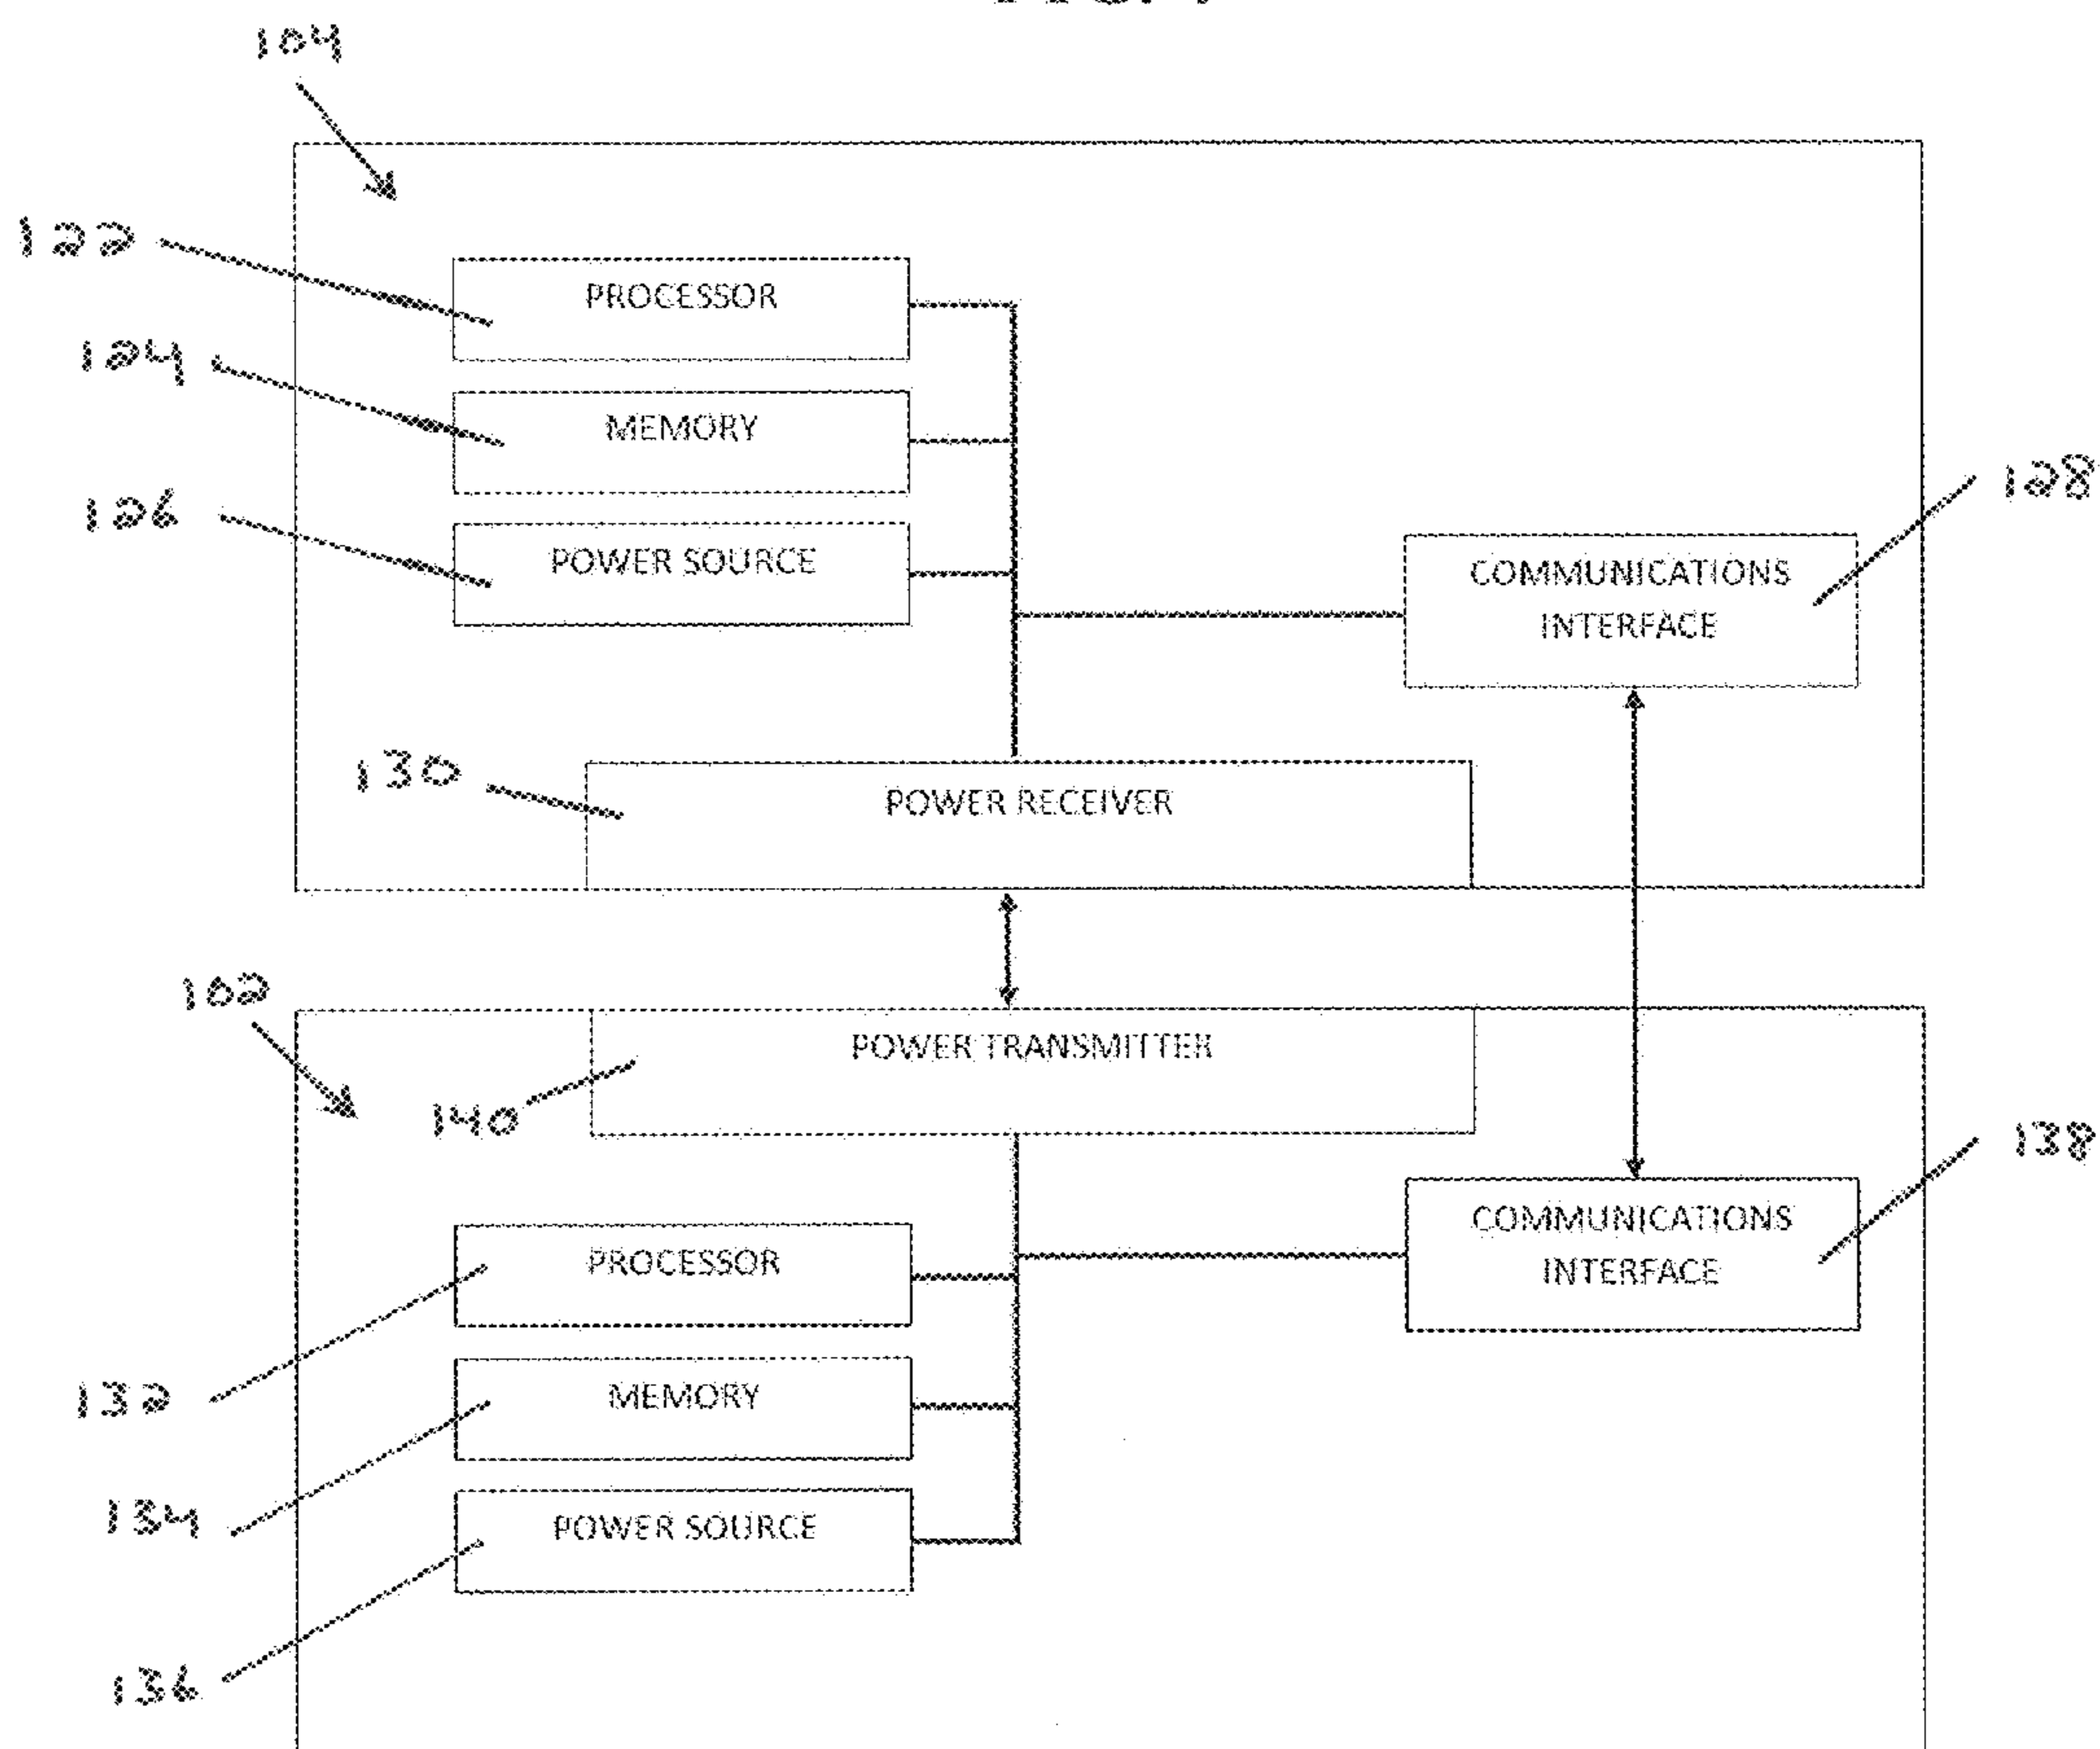 104
122
PROCESSOR
124
MEMORY
126
POWER SOURCE
128
COMMUNICATIONS
INTERFACE
130
POWER RECEIVER
102
POWER TRANSMITTER
140
138
COMMUNICATIONS
INTERFACE
PROCESSOR
132
MEMORY
134
POWER SOURCE
136